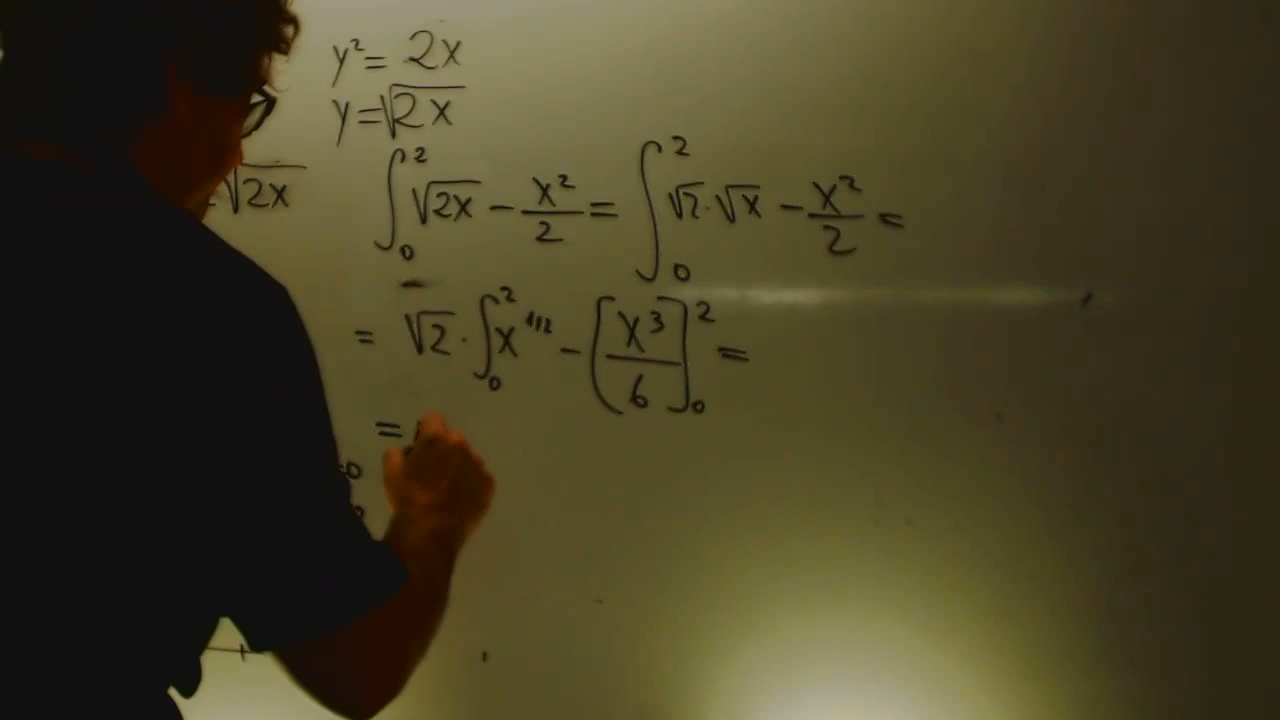 y² = 2x
y = √2x
√2x ∫₀² √2x − x²/2 = ∫₀² √2 · √x − x²/2 =
= √2 · ∫₀² x^1/2 − [x³/6]₀² =
=